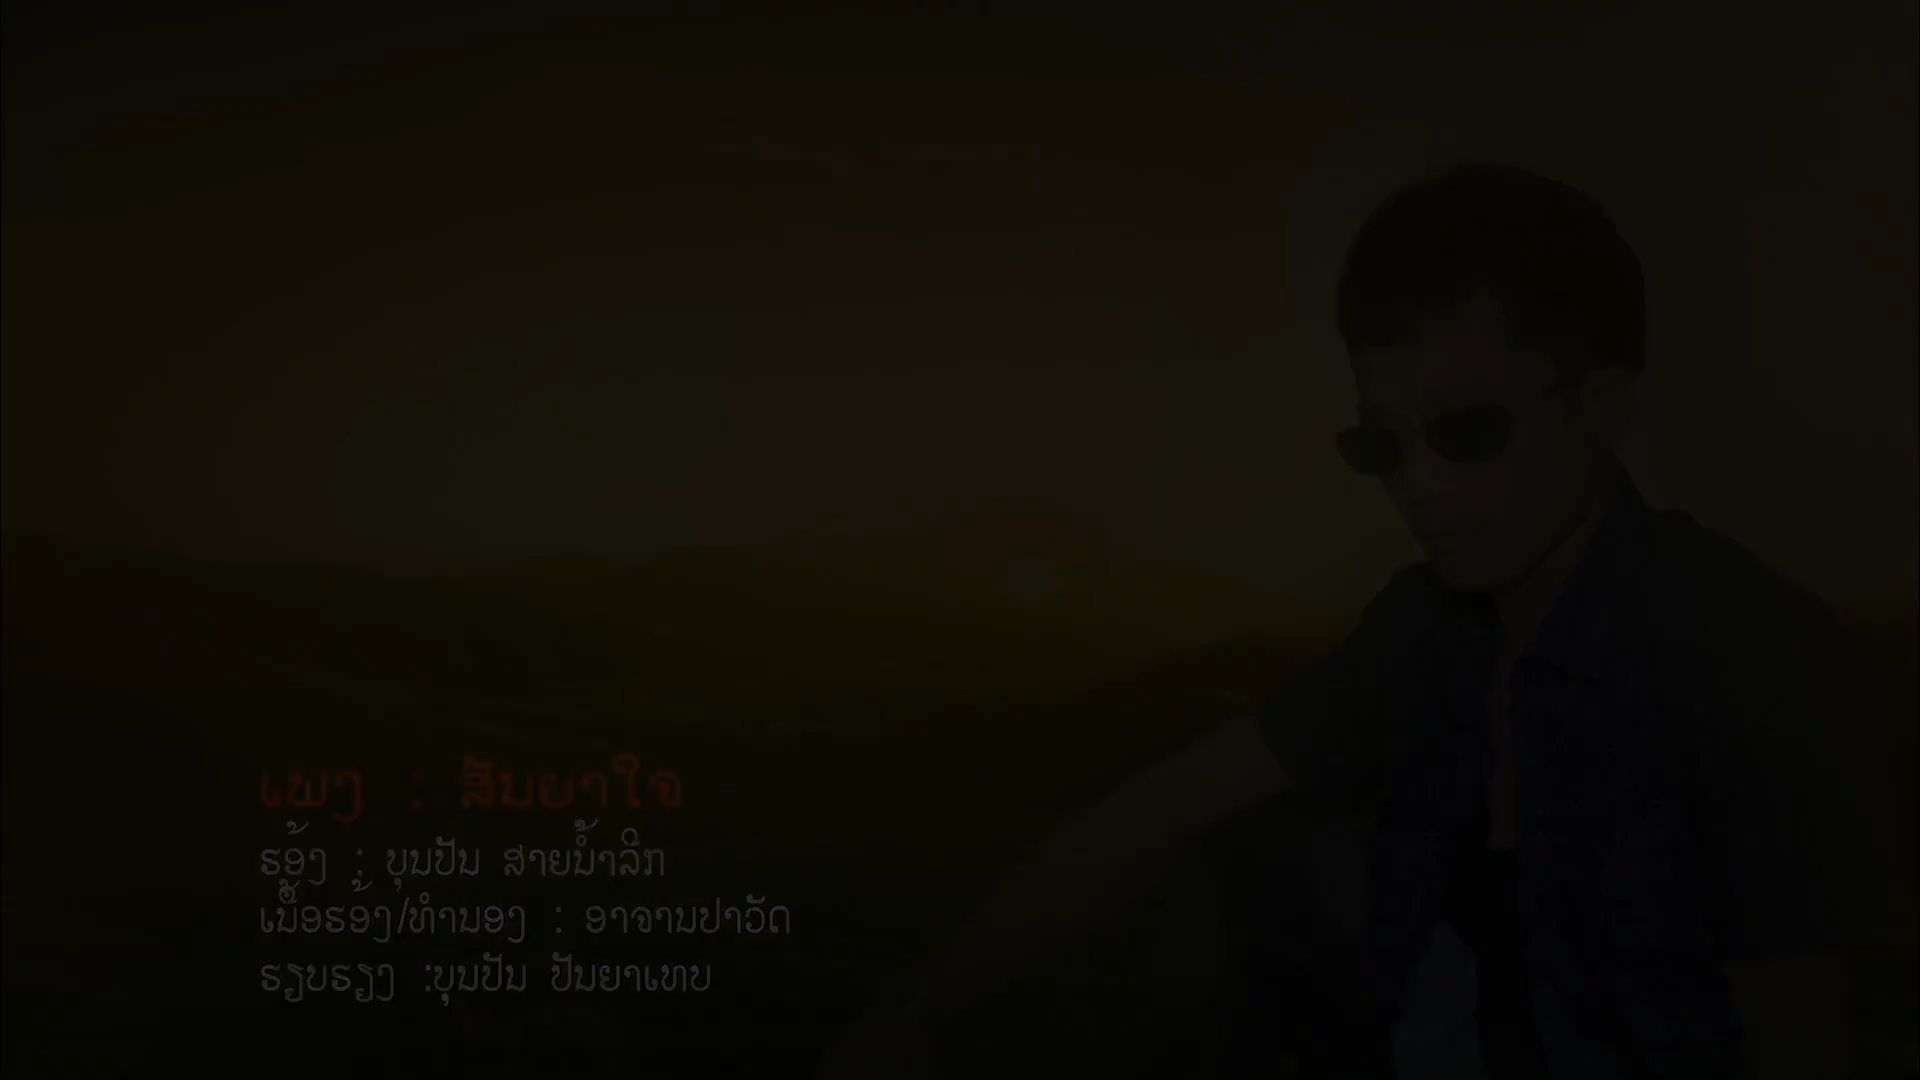 ເພງ : ສັນຍາໃຈ
ຮອ້ງ : ບຸນປັນ ສາຍນ້ຳລິກ
ເນື້ອຮອ້ງ/ທຳນອງ : ອາຈານປາວັດ
ຮຽບຮຽງ :ບຸນປັນ ປັນຍາເທບ